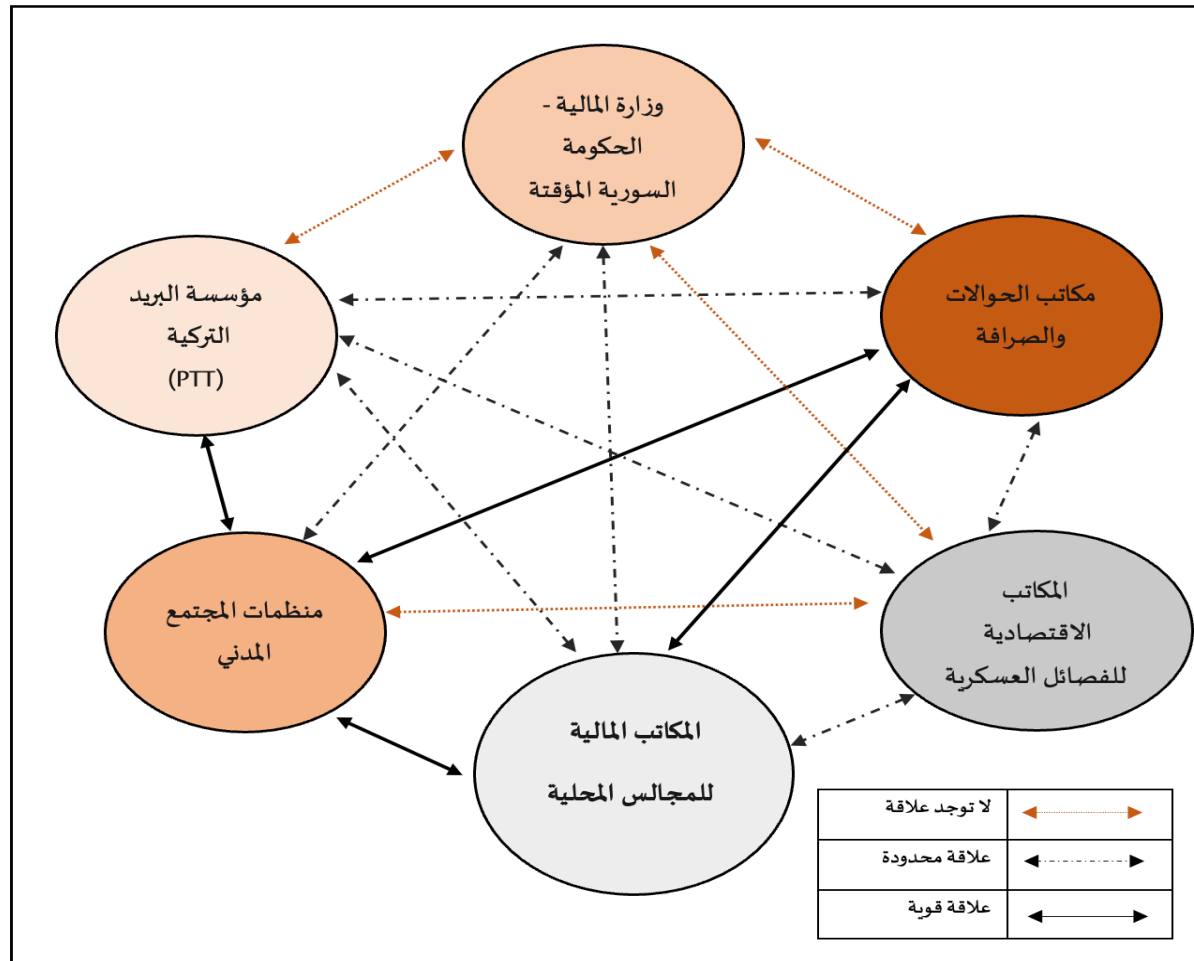 وزارة المالية -
الحكومة
السورية المؤقتة
مكاتب الحوالات
والصرافة
مؤسسة البريد
التركية
(PTT)
المكاتب
الاقتصادية
للفصائل العسكرية
منظمات المجتمع
المدني
المكاتب المالية
للمجالس المحلية
لا توجد علاقة
علاقة محدودة
علاقة قوية